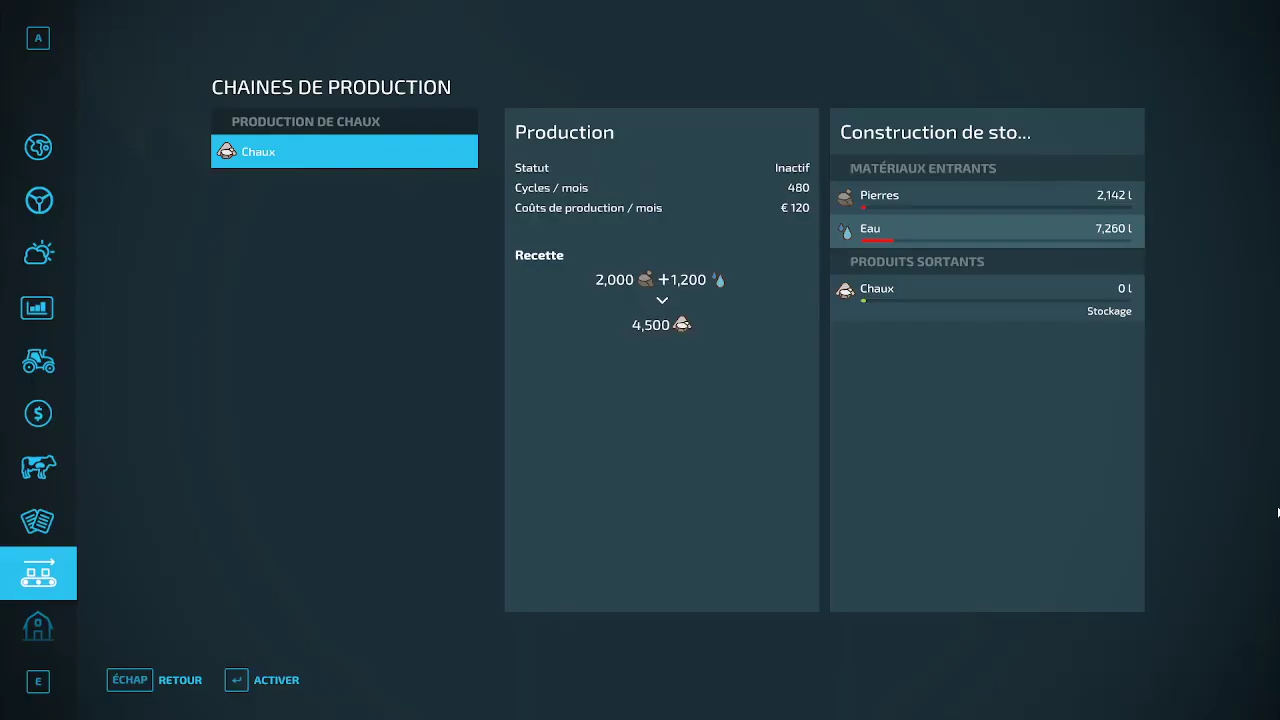 A
CHAINES DE PRODUCTION
PRODUCTION DE CHAUX
Chaux
Production
Statut Inactif
Cycles / mois 480
Coûts de production / mois € 120
Recette
2,000 + 1,200
4,500
Construction de sto...
MATÉRIAUX ENTRANTS
Pierres 2,142 l
Eau 7,260 l
PRODUITS SORTANTS
Chaux 0 l
Stockage
E
ÉCHAP RETOUR ↵ ACTIVER